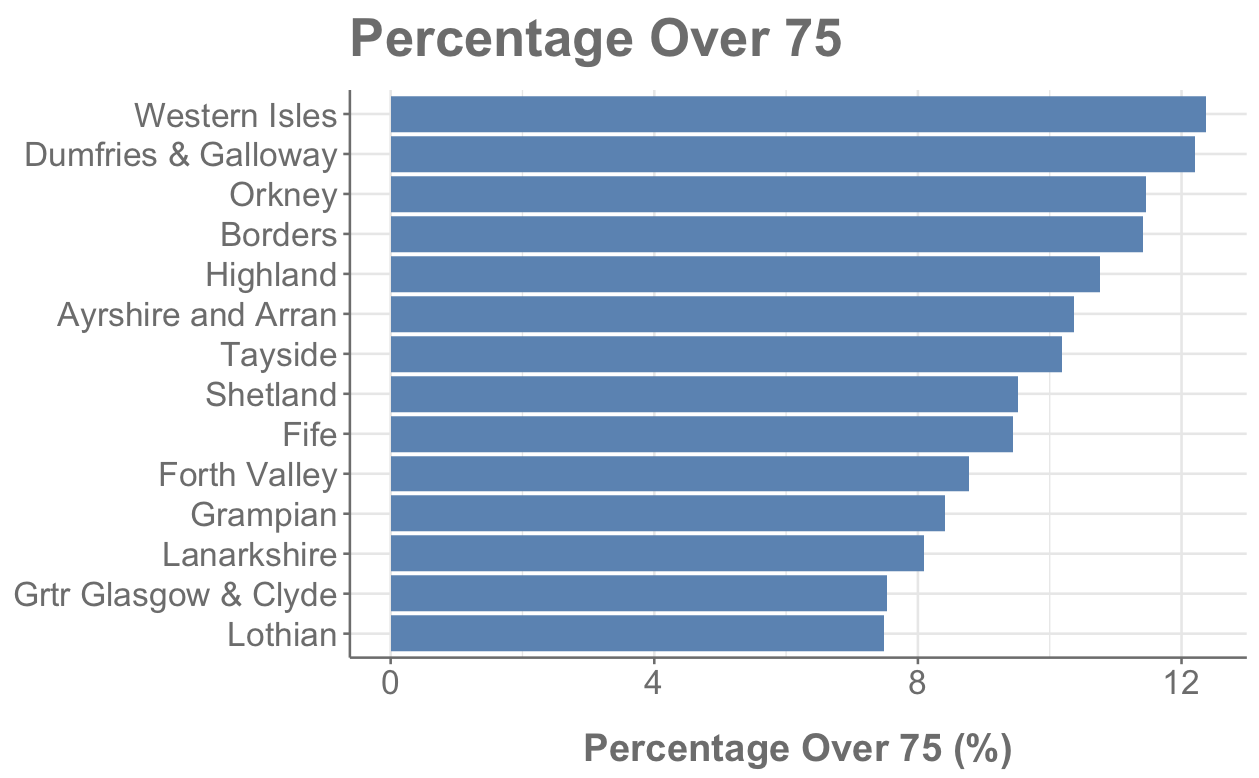 Percentage Over 75
Western Isles
Dumfries & Galloway
Orkney
Borders
Highland
Ayrshire and Arran
Tayside
Shetland
Fife
Forth Valley
Grampian
Lanarkshire
Grtr Glasgow & Clyde
Lothian
0 4 8 12
Percentage Over 75 (%)